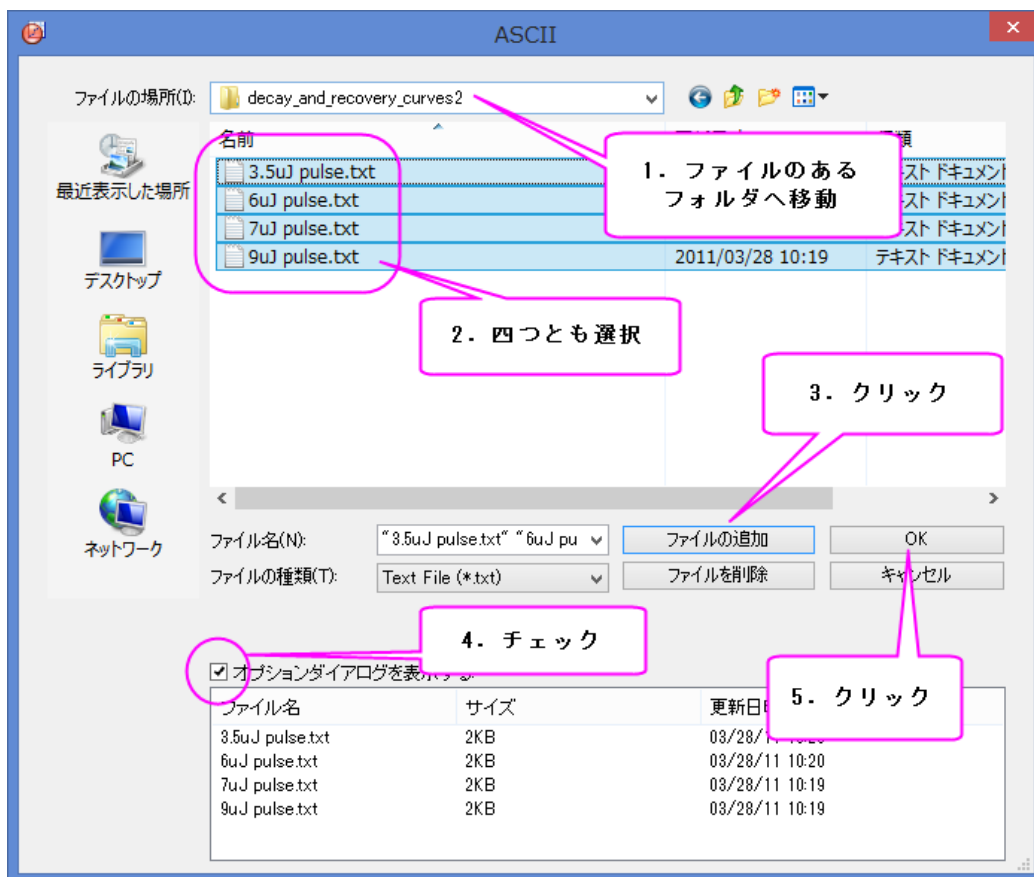 ASCII
ファイルの場所(I):
decay_and_recovery_curves2
名前
3.5uJ pulse.txt
6uJ pulse.txt
7uJ pulse.txt
9uJ pulse.txt
2011/03/28 10:19
テキスト ドキュメント
1. ファイルのある
フォルダへ移動
2. 四つとも選択
3. クリック
最近表示した場所
デスクトップ
ライブラリ
PC
ネットワーク
ファイル名(N):
"3.5uJ pulse.txt" "6uJ pu
ファイルの追加
OK
ファイルの種類(T):
Text File (*.txt)
ファイルを削除
キャンセル
4. チェック
オプションダイアログを表示する
5. クリック
ファイル名
サイズ
更新日
3.5uJ pulse.txt
2KB
03/28/11
6uJ pulse.txt
2KB
03/28/11 10:20
7uJ pulse.txt
2KB
03/28/11 10:19
9uJ pulse.txt
2KB
03/28/11 10:19